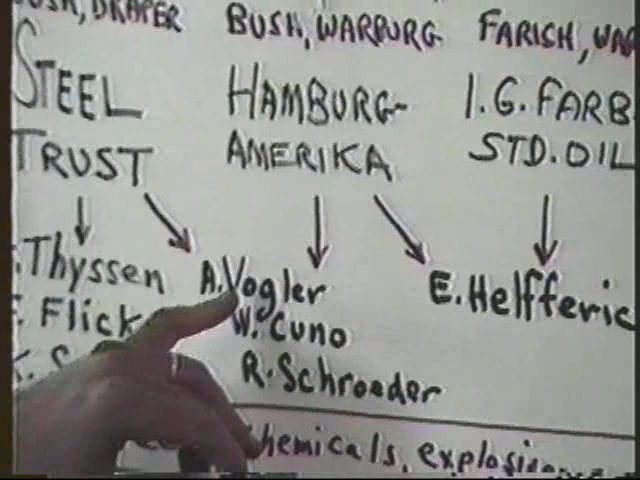 BUSH, DRAPER
STEEL
TRUST
Thyssen
F. Flick
K. S
BUSH, WARBURG
HAMBURG-
AMERIKA
A. Vogler
W. Cuno
R. Schroeder
FARISH, WAR
I.G. FARB
STD. OIL
E. Helfferic
chemicals, explosi